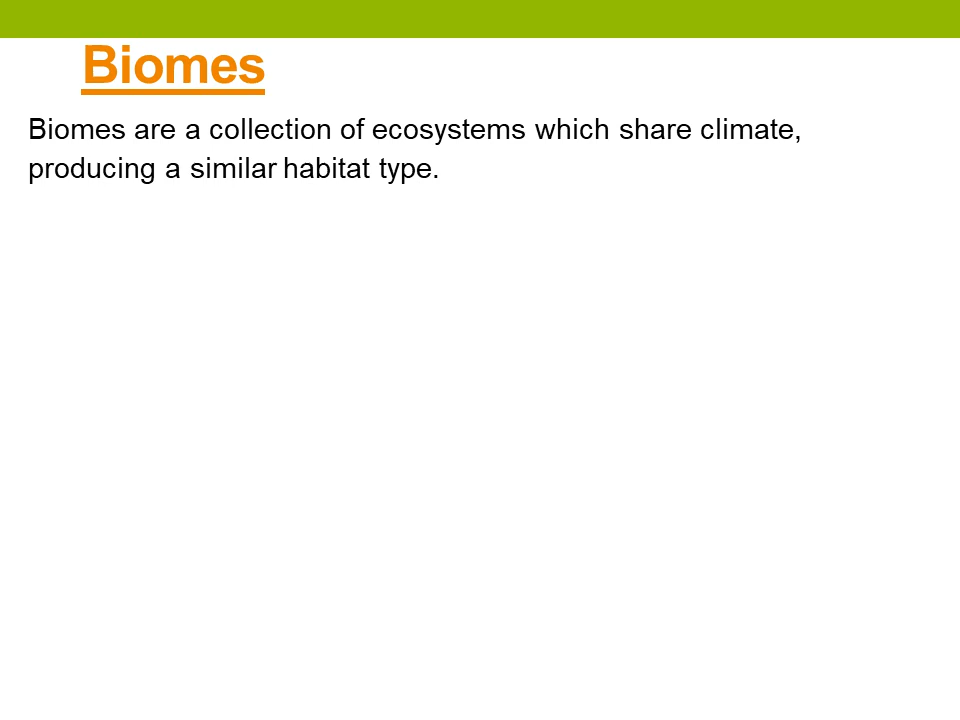 Biomes
Biomes are a collection of ecosystems which share climate,
producing a similar habitat type.